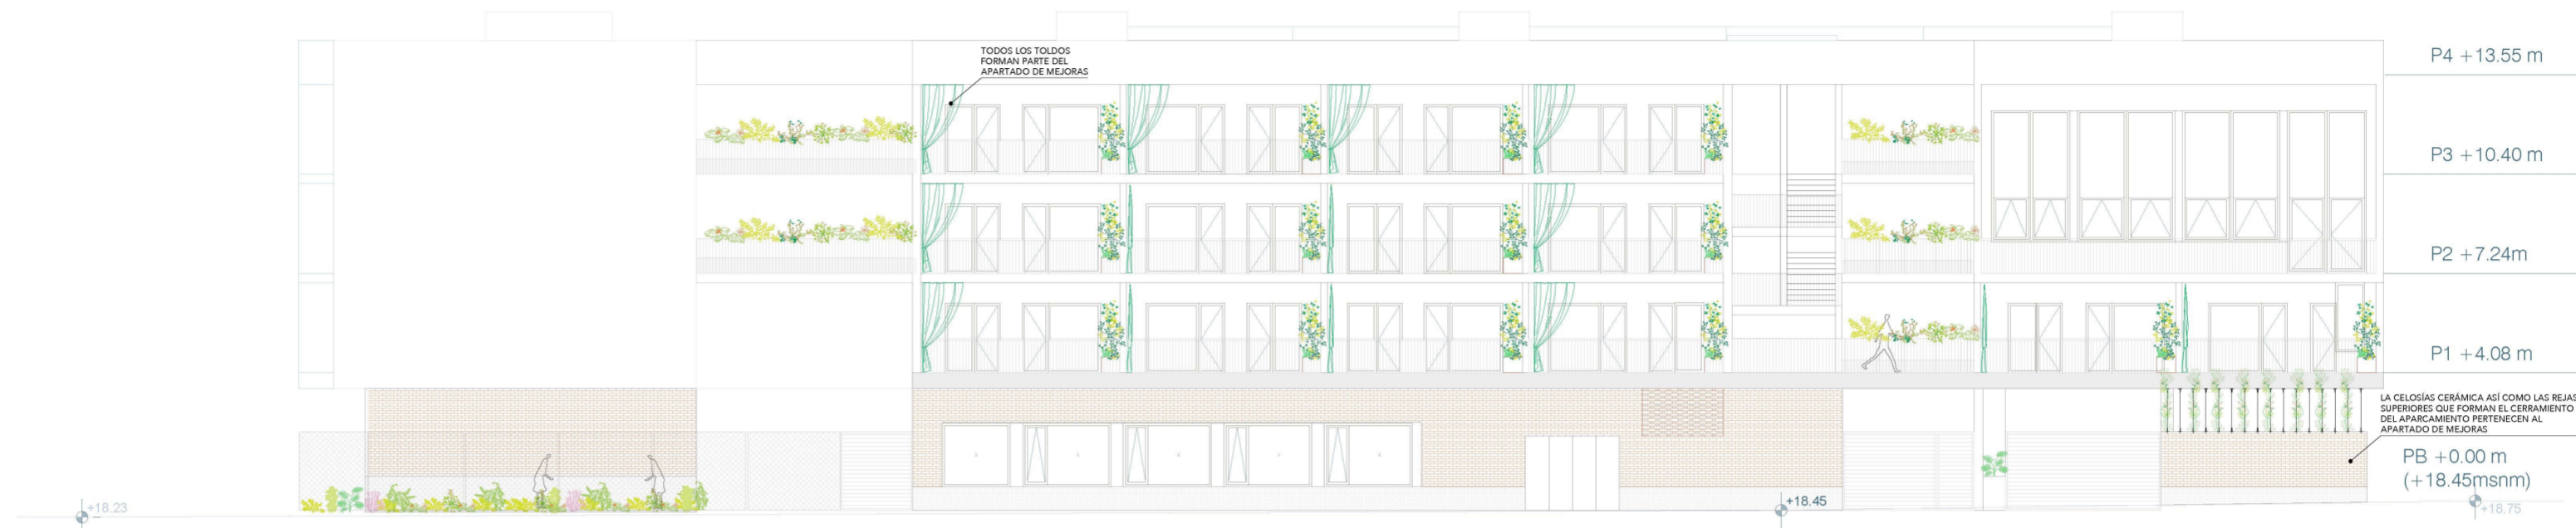 TODOS LOS TOLDOS
FORMAN PARTE DEL
APARTADO DE MEJORAS
P4 +13.55 m
P3 +10.40 m
P2 +7.24m
P1 +4.08 m
LA CELOSÍAS CERÁMICA ASÍ COMO LAS REJAS
SUPERIORES QUE FORMAN EL CERRAMIENTO
DEL APARCAMIENTO PERTENECEN AL
APARTADO DE MEJORAS
PB +0.00 m
(+18.45msnm)
+18.23
+18.45
+18.75